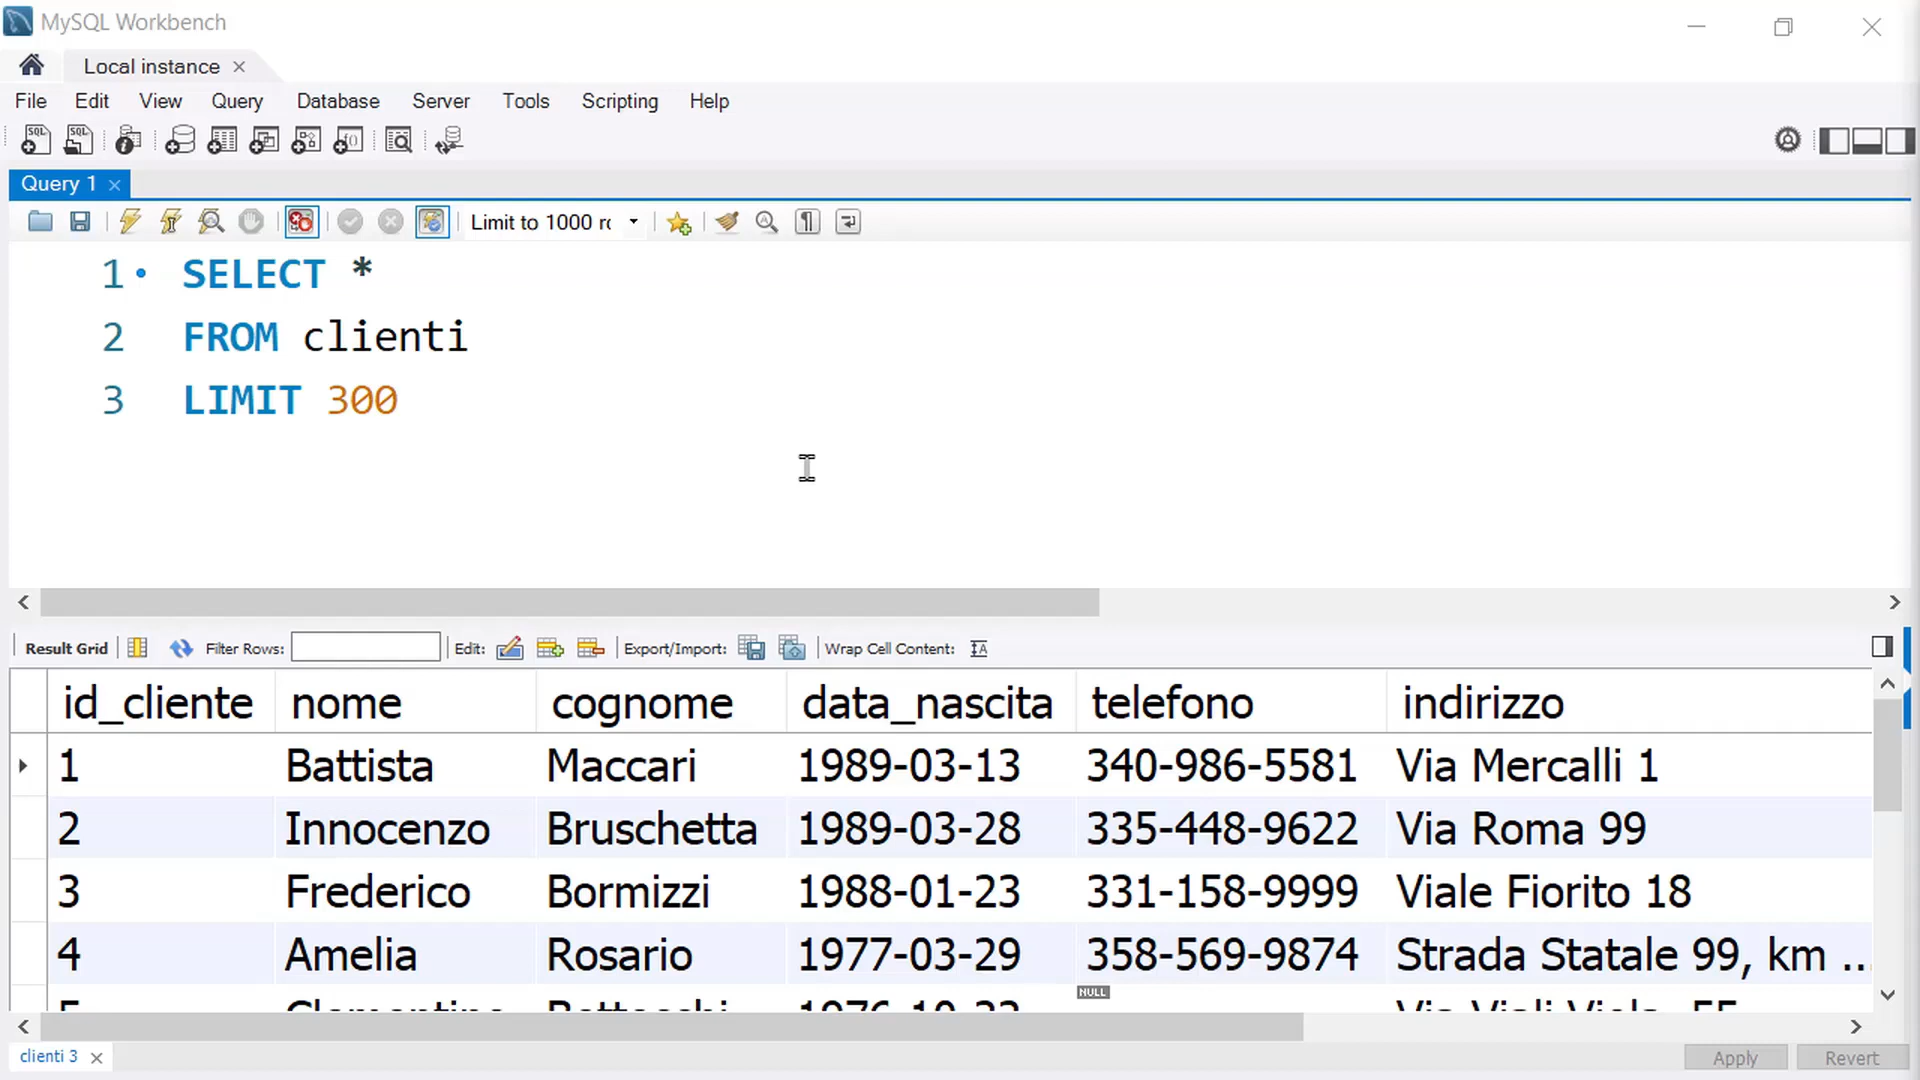 MySQL Workbench
Local instance
File Edit View Query Database Server Tools Scripting Help
Query 1
Limit to 1000 r
1 SELECT *
2 FROM clienti
3 LIMIT 300
Result Grid Filter Rows: Edit: Export/Import: Wrap Cell Content:
id_cliente nome cognome data_nascita telefono indirizzo
1 Battista Maccari 1989-03-13 340-986-5581 Via Mercalli 1
2 Innocenzo Bruschetta 1989-03-28 335-448-9622 Via Roma 99
3 Frederico Bormizzi 1988-01-23 331-158-9999 Viale Fiorito 18
4 Amelia Rosario 1977-03-29 358-569-9874 Strada Statale 99, km ...
NULL
clienti 3
Apply Revert